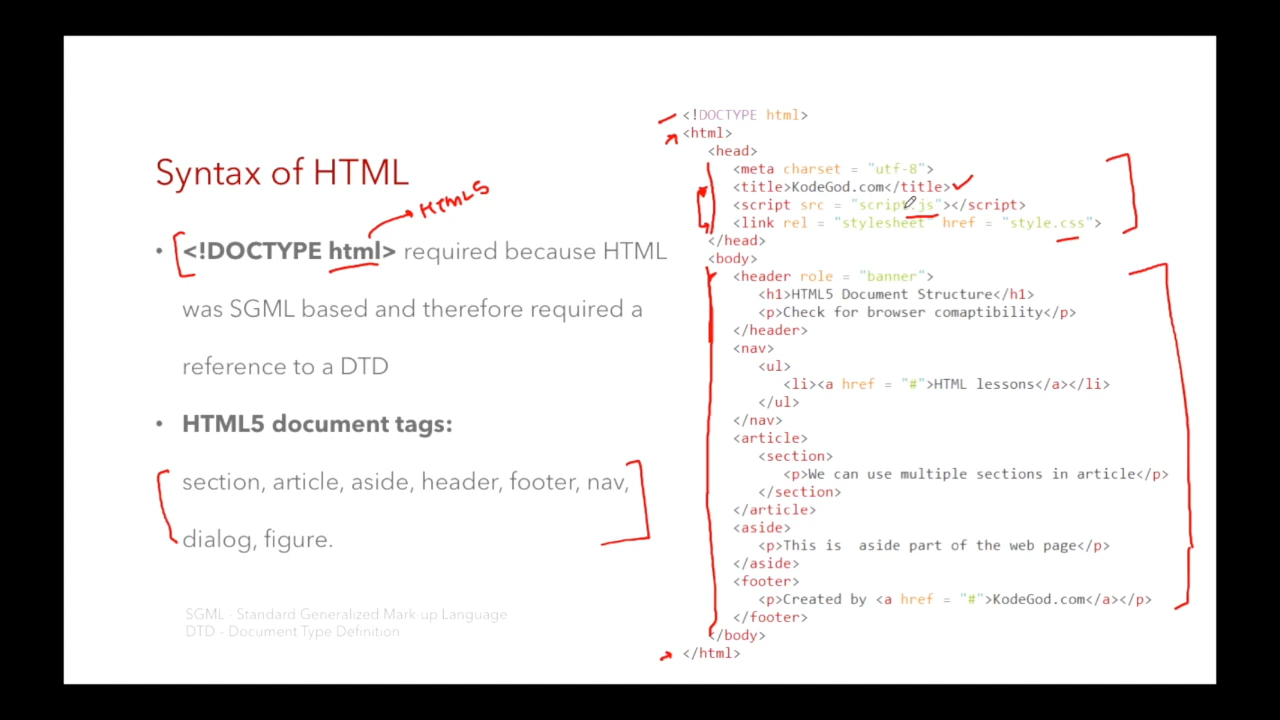 Syntax of HTML
HTML5
• <!DOCTYPE html> required because HTML
was SGML based and therefore required a
reference to a DTD
• HTML5 document tags:
section, article, aside, header, footer, nav,
dialog, figure.
SGML - Standard Generalized Mark-up Language
DTD - Document Type Definition
<!DOCTYPE html>
<html>
<head>
<meta charset = "utf-8">
<title>KodeGod.com</title>
<script src = "script.js"></script>
<link rel = "stylesheet" href = "style.css">
</head>
<body>
<header role = "banner">
<h1>HTML5 Document Structure</h1>
<p>Check for browser comaptibility</p>
</header>
<nav>
<ul>
<li><a href = "#">HTML lessons</a></li>
</ul>
</nav>
<article>
<section>
<p>We can use multiple sections in article</p>
</section>
</article>
<aside>
<p>This is  aside part of the web page</p>
</aside>
<footer>
<p>Created by <a href = "#">KodeGod.com</a></p>
</footer>
</body>
</html>